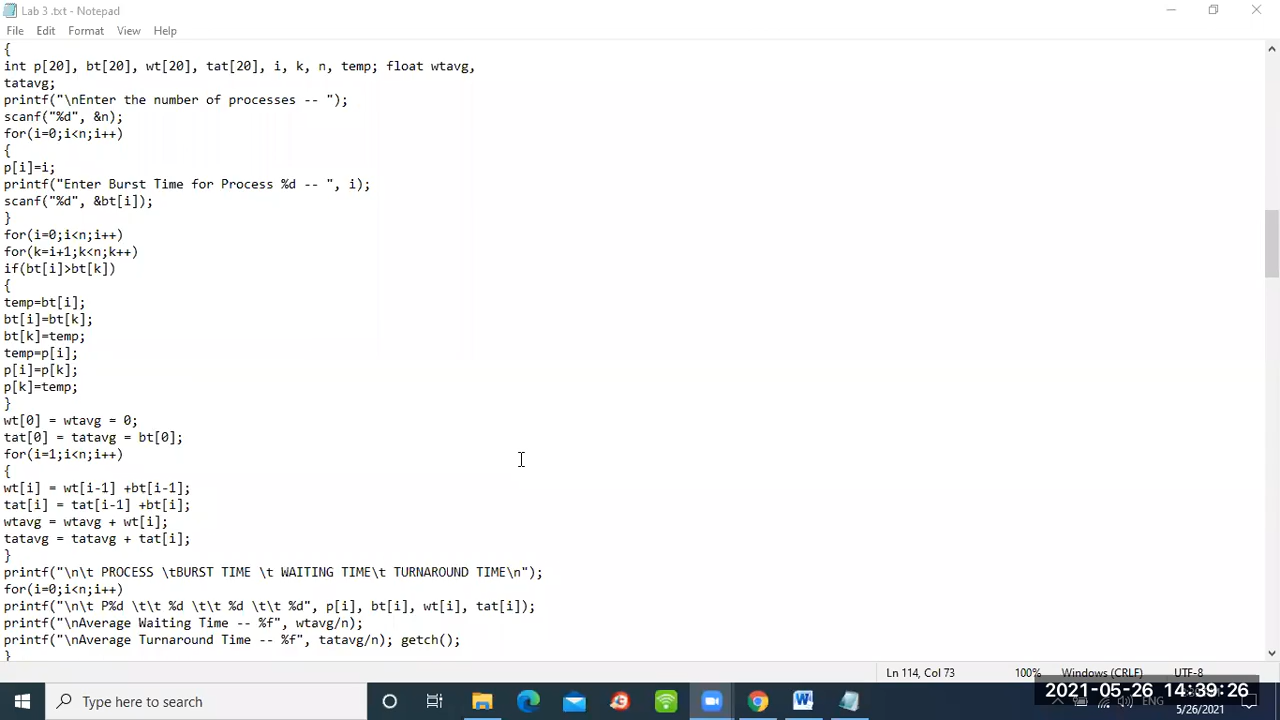 Lab 3 .txt - Notepad
File Edit Format View Help
{
int p[20], bt[20], wt[20], tat[20], i, k, n, temp; float wtavg,
tatavg;
printf("\nEnter the number of processes -- ");
scanf("%d", &n);
for(i=0;i<n;i++)
{
p[i]=i;
printf("Enter Burst Time for Process %d -- ", i);
scanf("%d", &bt[i]);
}
for(i=0;i<n;i++)
for(k=i+1;k<n;k++)
if(bt[i]>bt[k])
{
temp=bt[i];
bt[i]=bt[k];
bt[k]=temp;
temp=p[i];
p[i]=p[k];
p[k]=temp;
}
wt[0] = wtavg = 0;
tat[0] = tatavg = bt[0];
for(i=1;i<n;i++)
{
wt[i] = wt[i-1] +bt[i-1];
tat[i] = tat[i-1] +bt[i];
wtavg = wtavg + wt[i];
tatavg = tatavg + tat[i];
}
printf("\n\t PROCESS \tBURST TIME \t WAITING TIME\t TURNAROUND TIME\n");
for(i=0;i<n;i++)
printf("\n\t P%d \t\t %d \t\t %d \t\t %d", p[i], bt[i], wt[i], tat[i]);
printf("\nAverage Waiting Time -- %f", wtavg/n);
printf("\nAverage Turnaround Time -- %f", tatavg/n); getch();
}
Ln 114, Col 73 100% Windows (CRLF) UTF-8
Type here to search
2021-05-26 14:39:26
ENG
5/26/2021